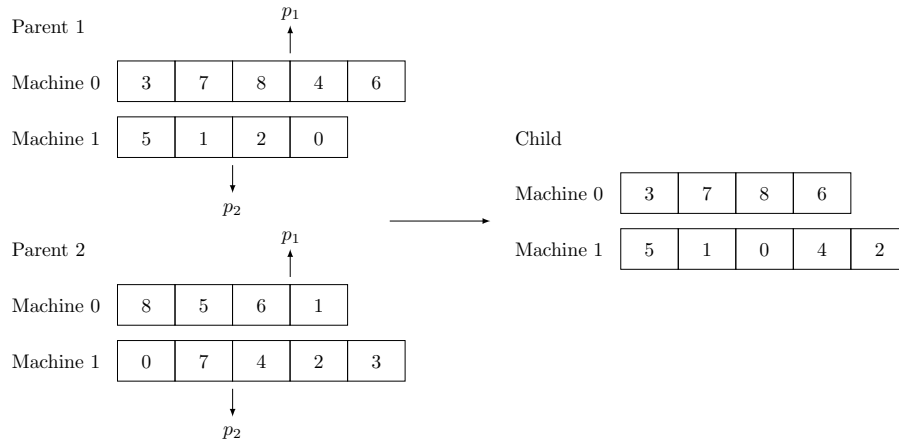 Parent 1
p₁
Machine 0 3 7 8 4 6
Machine 1 5 1 2 0
p₂
Parent 2
p₁
Machine 0 8 5 6 1
Machine 1 0 7 4 2 3
p₂
Child
Machine 0 3 7 8 6
Machine 1 5 1 0 4 2